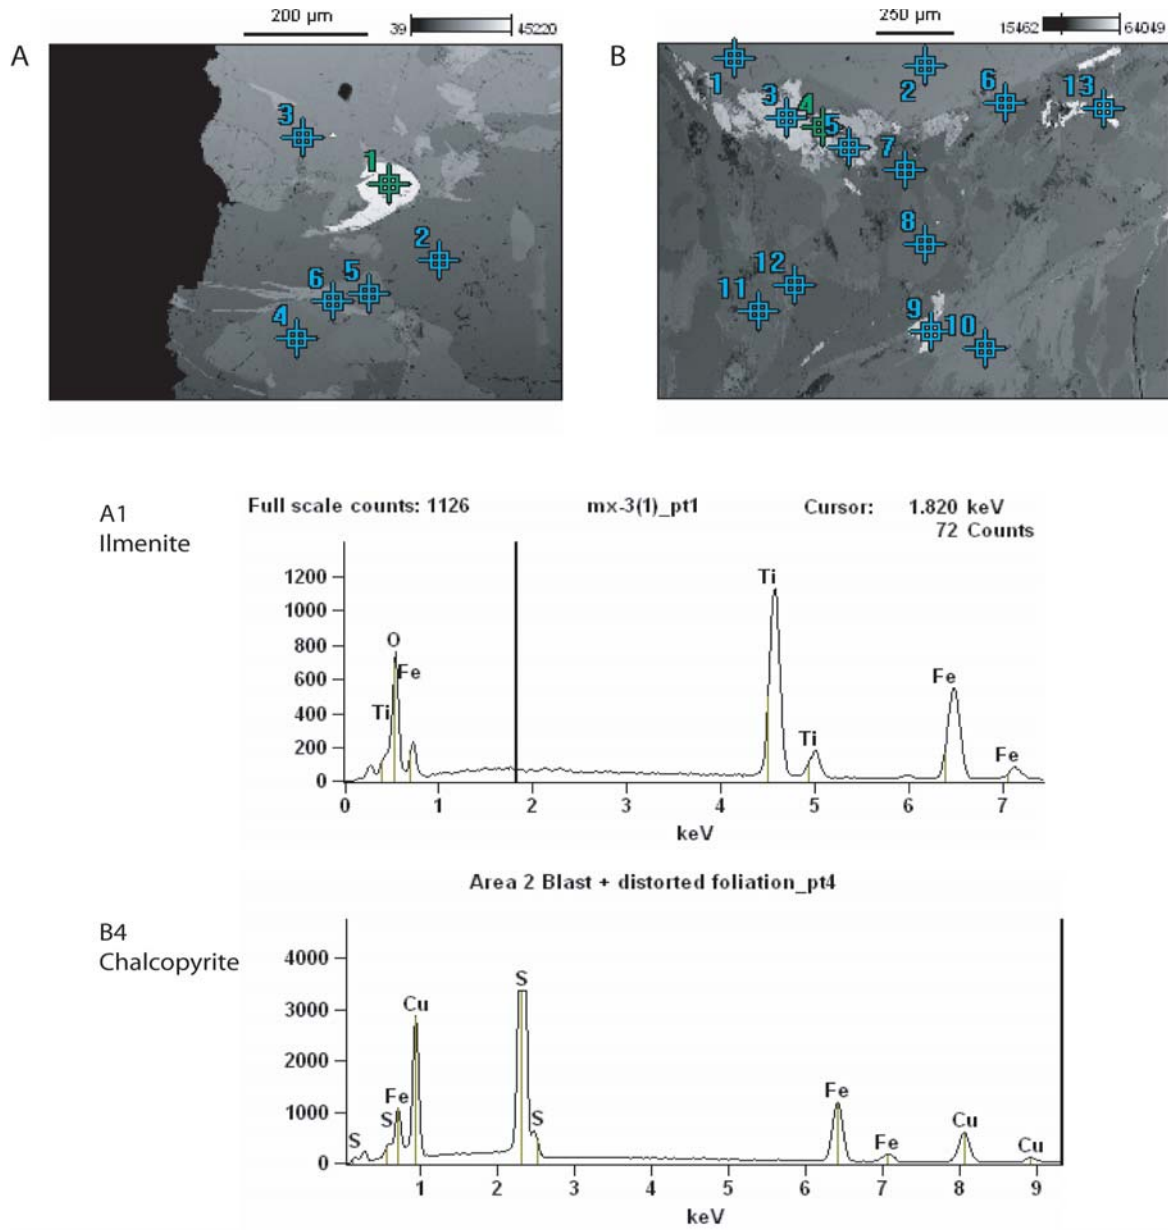 A
200 µm
39
45220
3
1
2
6
5
4
B
250 µm
15462
64049
1
2
6
13
3
4
5
7
8
12
11
9
10
A1
Ilmenite
Full scale counts: 1126
mx-3(1)_pt1
Cursor: 1.820 keV
72 Counts
1200
1000
800
600
400
200
0
O
Fe
Ti
Ti
Ti
Fe
Fe
0 1 2 3 4 5 6 7
keV
Area 2 Blast + distorted foliation_pt4
B4
Chalcopyrite
4000
3000
2000
1000
0
S
S
Fe
Cu
S
S
Fe
Fe
Cu
Cu
1 2 3 4 5 6 7 8 9
keV